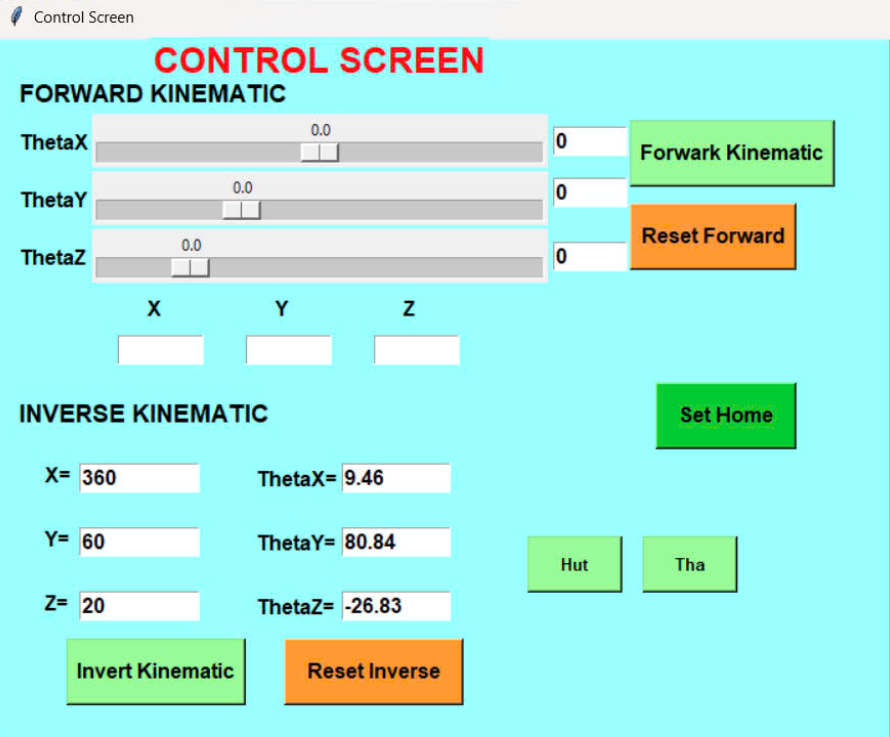 Control Screen
CONTROL SCREEN
FORWARD KINEMATIC
0.0
ThetaX 0 Forwark Kinematic
0.0
ThetaY 0
Reset Forward
0.0
ThetaZ 0
X Y Z
INVERSE KINEMATIC
Set Home
X= 360 ThetaX= 9.46
Y= 60 ThetaY= 80.84
Hut Tha
Z= 20 ThetaZ= -26.83
Invert Kinematic Reset Inverse